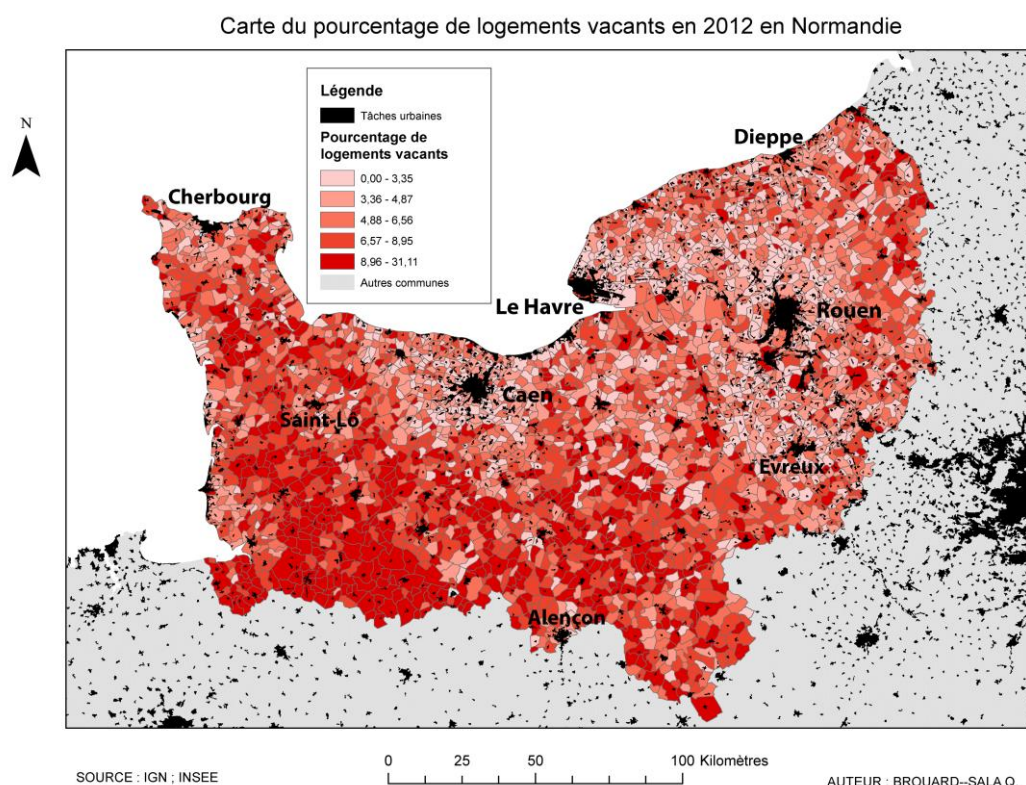 Carte du pourcentage de logements vacants en 2012 en Normandie
N
Légende
Tâches urbaines
Pourcentage de
logements vacants
0,00 - 3,35
3,36 - 4,87
4,88 - 6,56
6,57 - 8,95
8,96 - 31,11
Autres communes
Dieppe
Cherbourg
Le Havre
Rouen
Caen
Saint-Lô
Evreux
Alençon
0 25 50 100 Kilomètres
SOURCE : IGN ; INSEE
AUTEUR : BROUARD--SALA Q